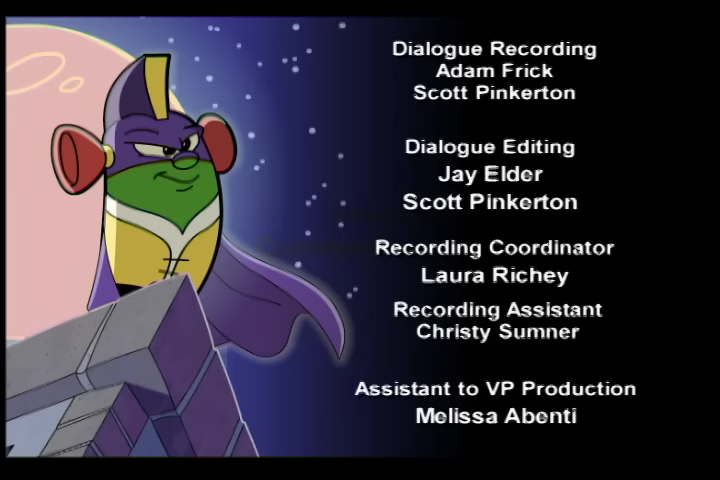 Dialogue Recording
Adam Frick
Scott Pinkerton
Dialogue Editing
Jay Elder
Scott Pinkerton
Recording Coordinator
Laura Richey
Recording Assistant
Christy Sumner
Assistant to VP Production
Melissa Abenti